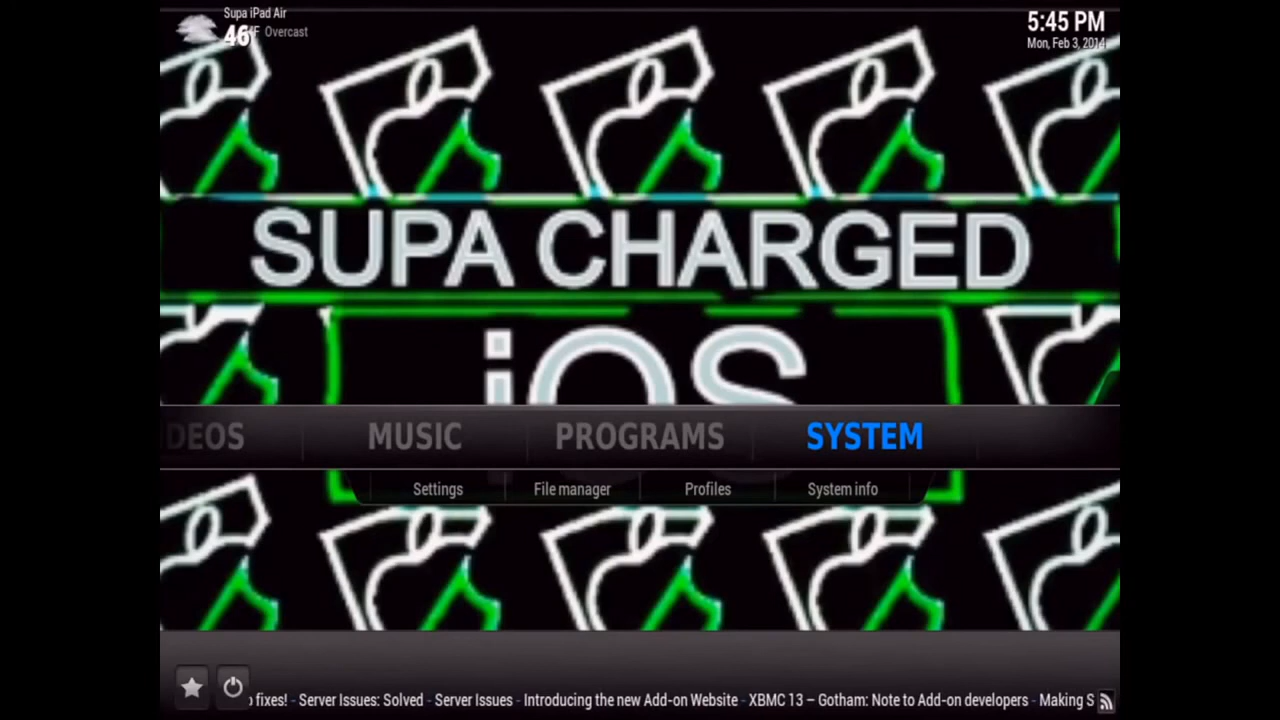 Supa iPad Air
46°F Overcast
5:45 PM
Mon, Feb 3, 2014
SUPA CHARGED
iOS
DEOS MUSIC PROGRAMS SYSTEM
Settings File manager Profiles System info
fixes! - Server Issues: Solved - Server Issues - Introducing the new Add-on Website - XBMC 13 – Gotham: Note to Add-on developers - Making S